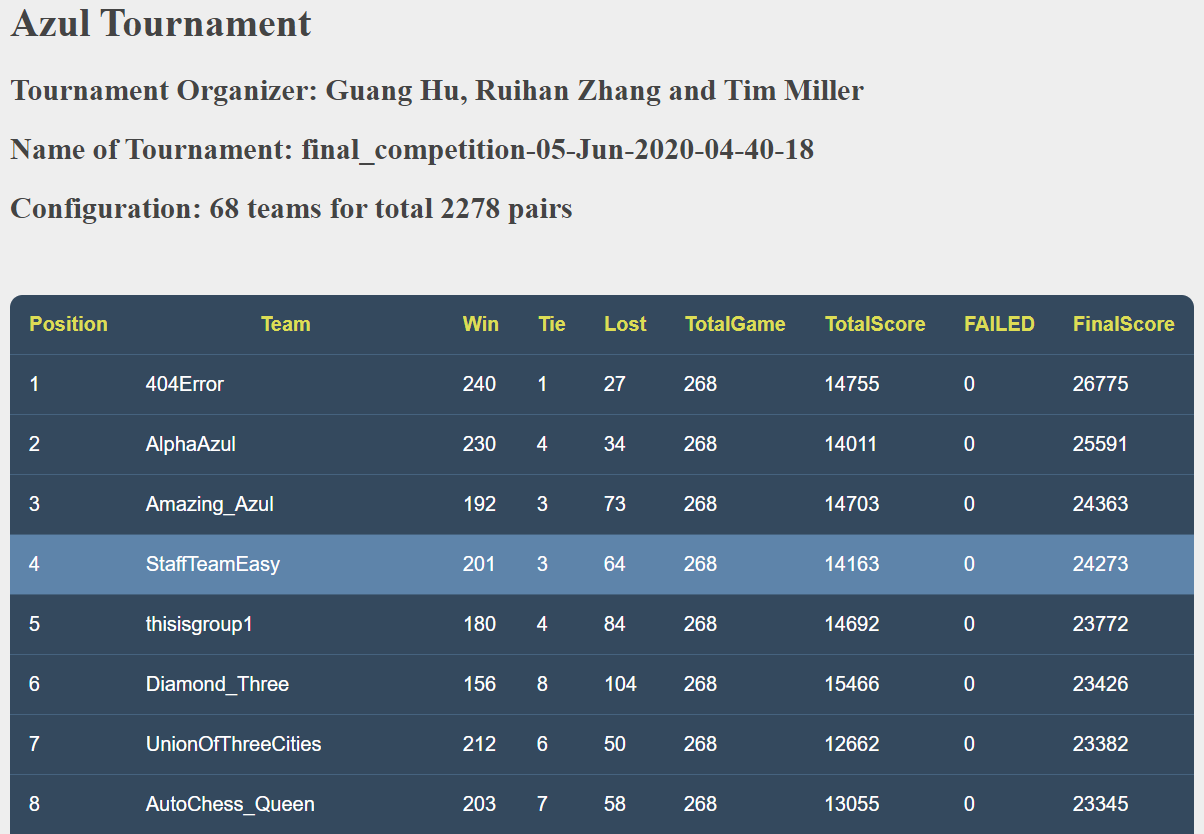 Azul Tournament
Tournament Organizer: Guang Hu, Ruihan Zhang and Tim Miller
Name of Tournament: final_competition-05-Jun-2020-04-40-18
Configuration: 68 teams for total 2278 pairs
Position Team Win Tie Lost TotalGame TotalScore FAILED FinalScore
1 404Error 240 1 27 268 14755 0 26775
2 AlphaAzul 230 4 34 268 14011 0 25591
3 Amazing_Azul 192 3 73 268 14703 0 24363
4 StaffTeamEasy 201 3 64 268 14163 0 24273
5 thisisgroup1 180 4 84 268 14692 0 23772
6 Diamond_Three 156 8 104 268 15466 0 23426
7 UnionOfThreeCities 212 6 50 268 12662 0 23382
8 AutoChess_Queen 203 7 58 268 13055 0 23345